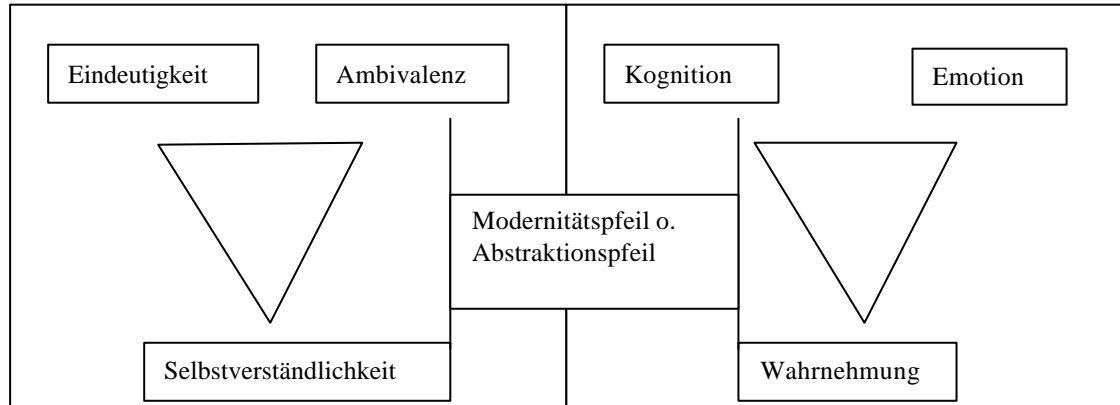 Eindeutigkeit
Ambivalenz
Kognition
Emotion
Modernitätspfeil o.
Abstraktionspfeil
Selbstverständlichkeit
Wahrnehmung